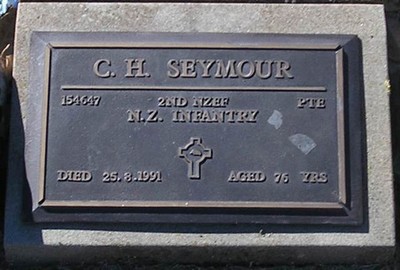 C. H. SEYMOUR
154647 2ND NZEF PTE
N.Z. INFANTRY
DIED 25.8.1991 AGED 76 YRS